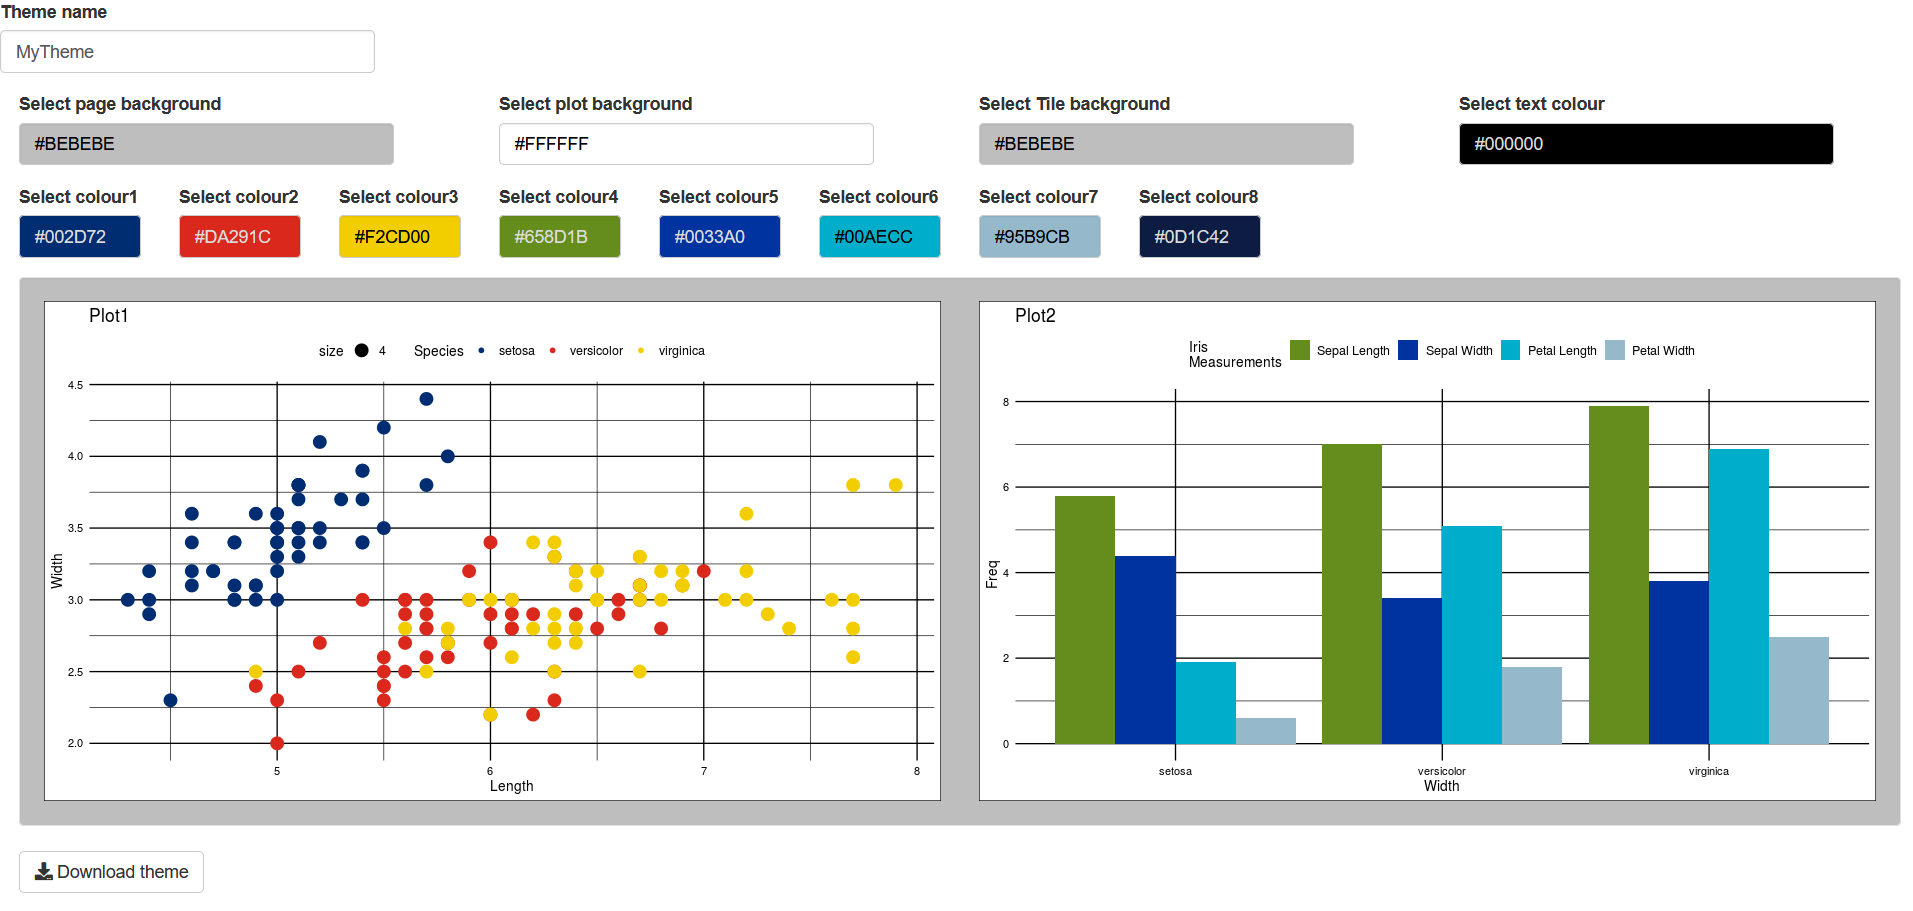 Theme name
MyTheme
Select page background
Select plot background
Select Tile background
Select text colour
#BEBEBE
#FFFFFF
#BEBEBE
#000000
Select colour1
Select colour2
Select colour3
Select colour4
Select colour5
Select colour6
Select colour7
Select colour8
#002D72
#DA291C
#F2CD00
#658D1B
#0033A0
#00AECC
#95B9CB
#0D1C42
Plot1
size 4 Species setosa versicolor virginica
4.5
4.0
3.5
3.0
2.5
2.0
Width
5 6 7 8
Length
Plot2
Iris
Measurements
Sepal Length Sepal Width Petal Length Petal Width
8
6
4
2
0
Freq
setosa versicolor virginica
Width
Download theme